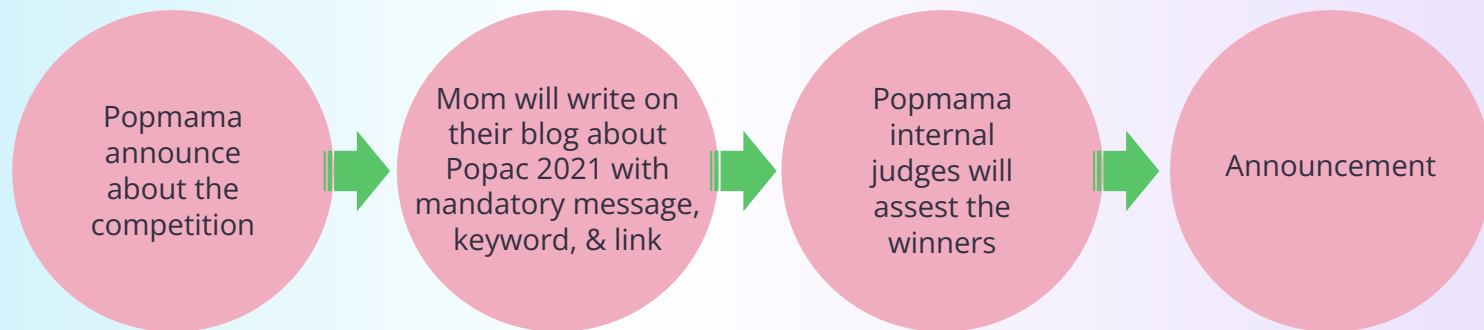 Popmama
announce
about the
competition
Mom will write on
their blog about
Popac 2021 with
mandatory message,
keyword, & link
Popmama
internal
judges will
assest the
winners
Announcement